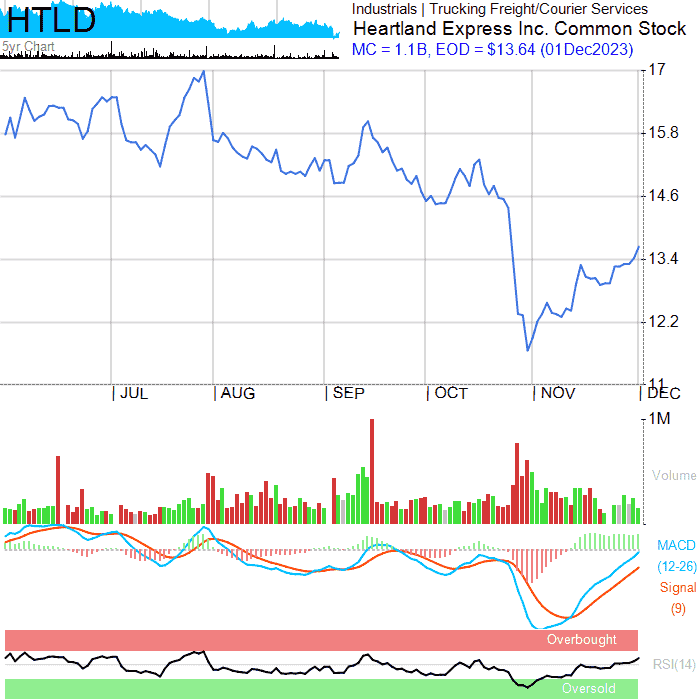 HTLD
5yr Chart
Industrials | Trucking Freight/Courier Services
Heartland Express Inc. Common Stock
MC = 1.1B, EOD = $13.64 (01Dec2023)
17
15.8
14.6
13.4
12.2
11
JUL
AUG
SEP
OCT
NOV
DEC
1M
Volume
MACD
(12-26)
Signal
(9)
Overbought
RSI(14)
Oversold